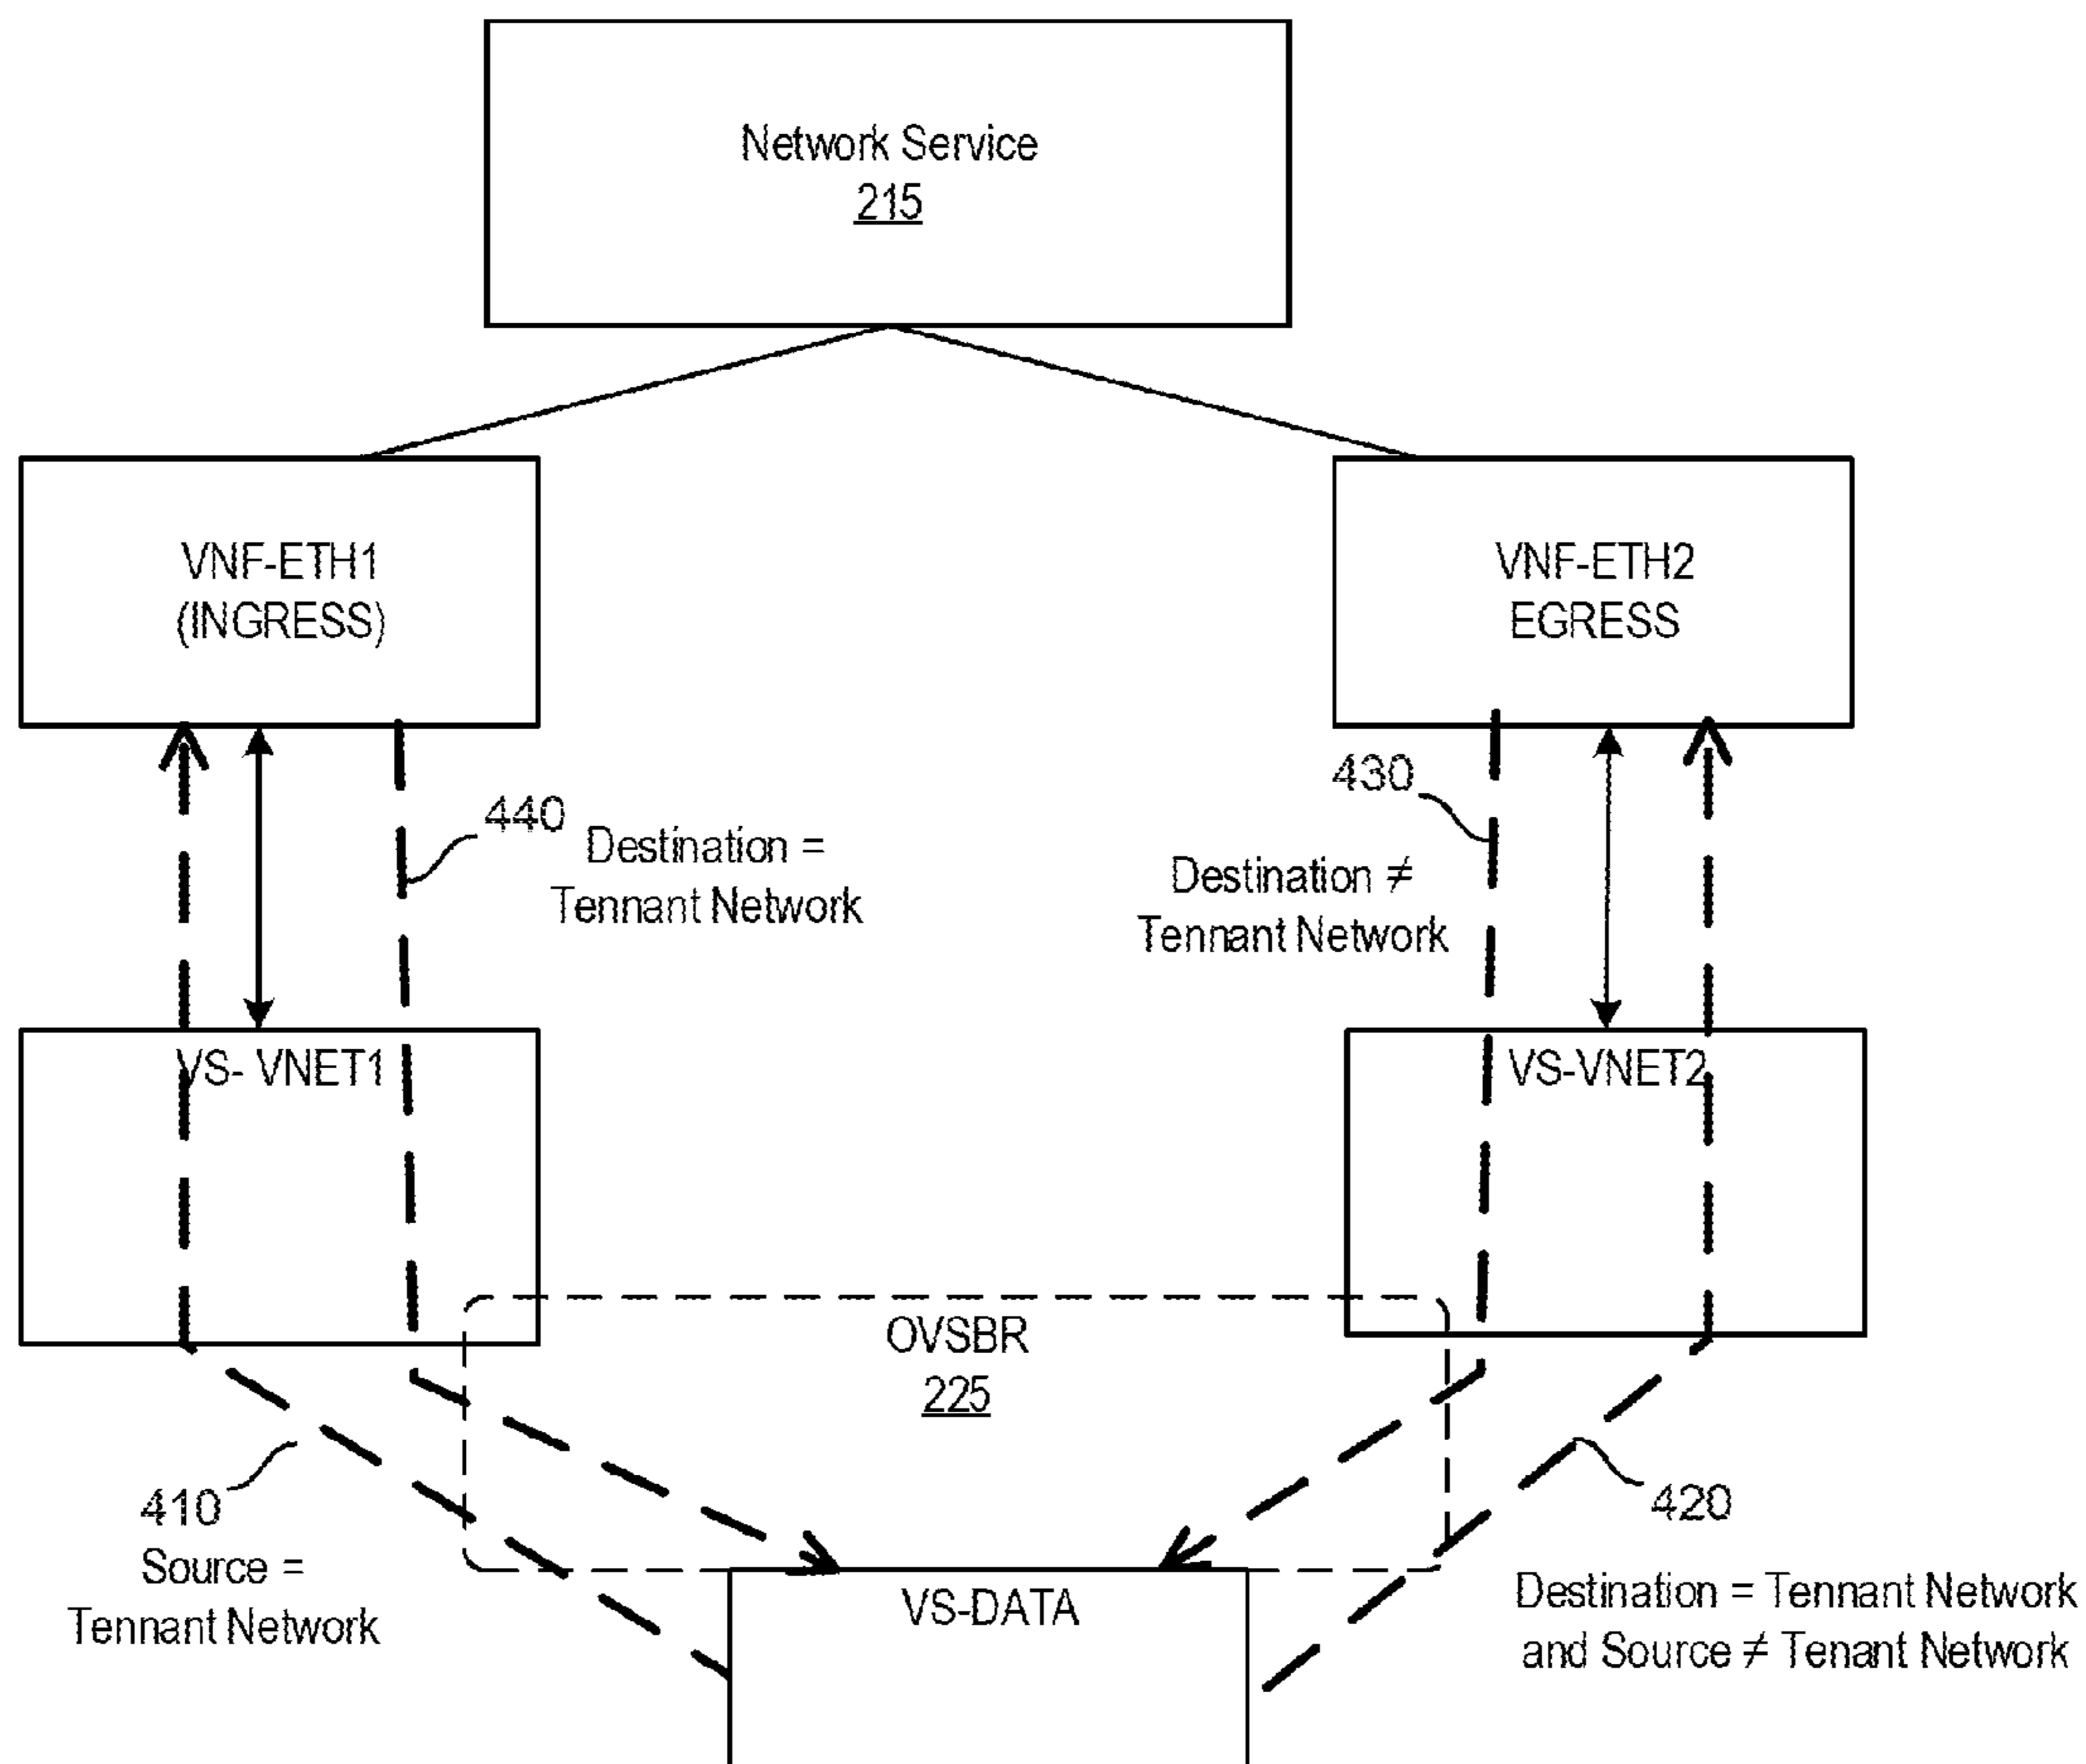 Network Service
215
VNF-ETH1
(INGRESS)
VNF-ETH2
EGRESS
440
Destination =
Tennant Network
430
Destination ≠
Tennant Network
VS- VNET1
VS-VNET2
OVSBR
225
410
Source =
Tennant Network
420
Destination = Tennant Network
and Source ≠ Tenant Network
VS-DATA